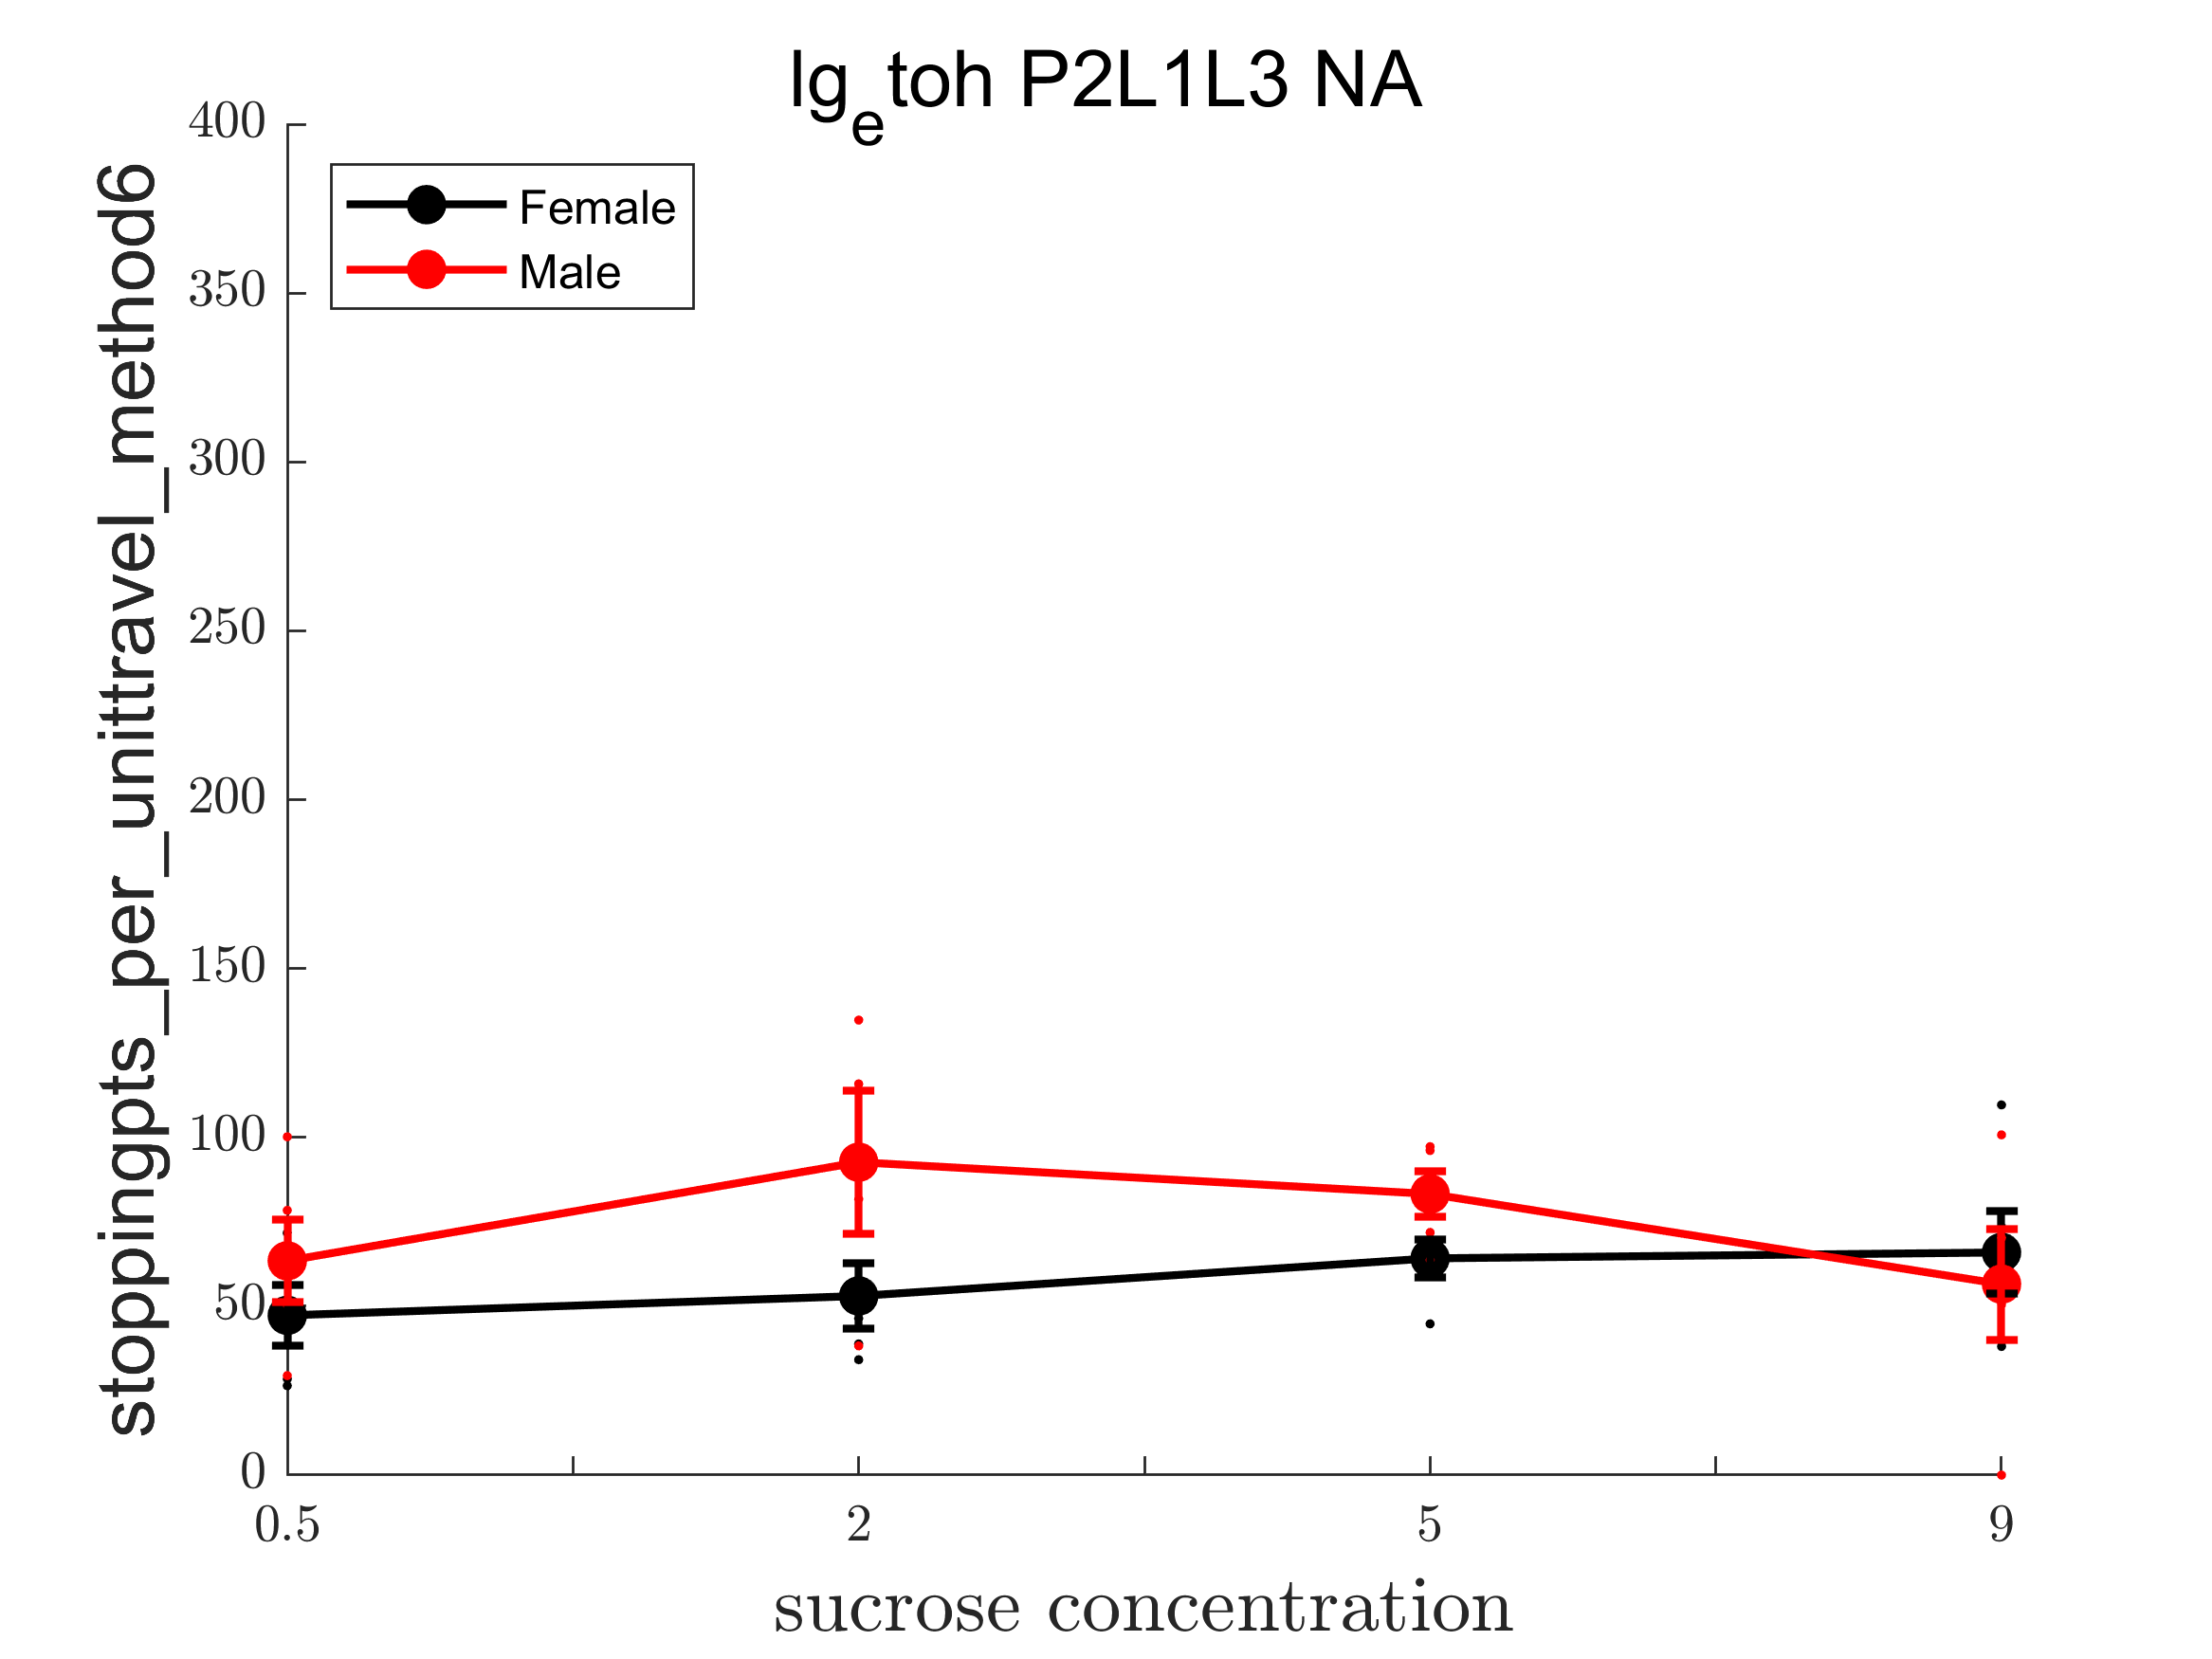 lg_etoh P2L1L3 NA
stoppingpts_per_unittravel_method6
400
350
300
250
200
150
100
50
0
Female
Male
0.5 2 5 9
sucrose concentration